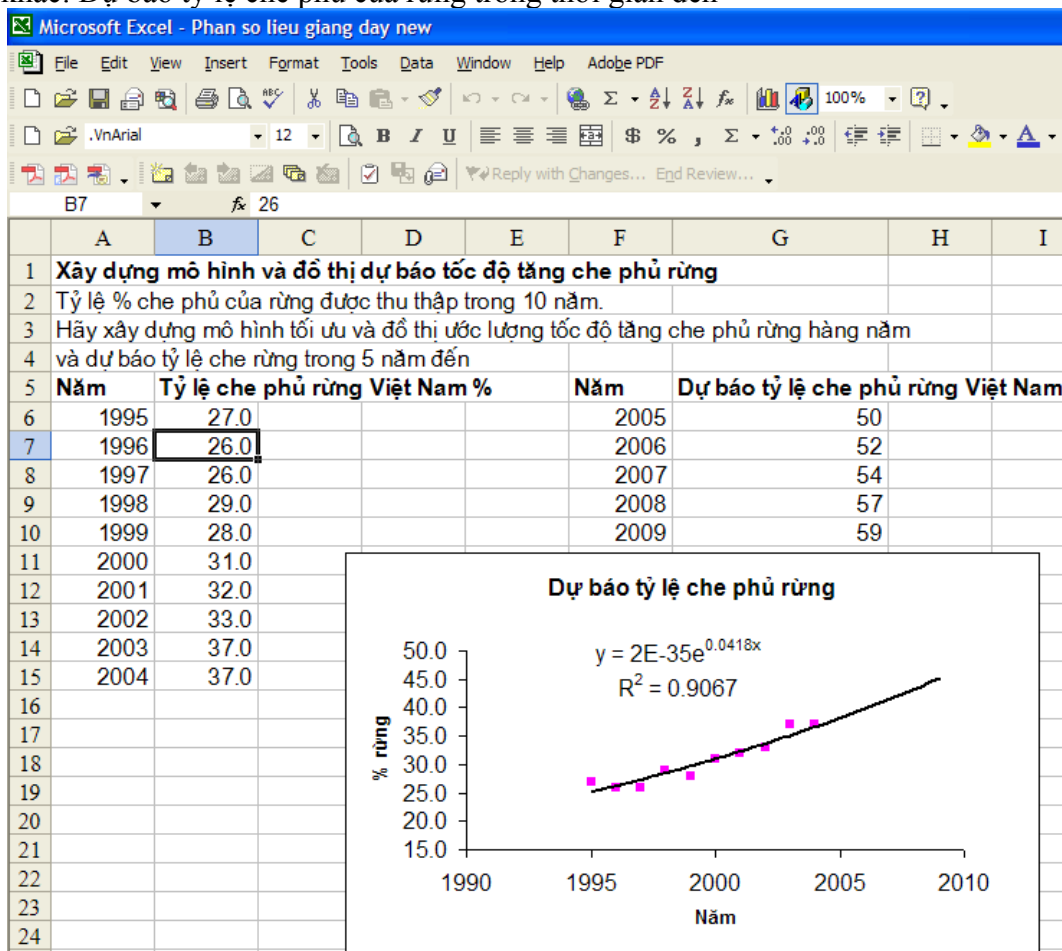 Microsoft Excel - Phan so lieu giang day new
File Edit View Insert Format Tools Data Window Help Adobe PDF
100%
.VnArial 12 B I U $ % ,
Reply with Changes... End Review...
B7 fx 26
A B C D E F G H I
1 Xây dựng mô hình và đồ thị dự báo tốc độ tăng che phủ rừng
2 Tỷ lệ % che phủ của rừng được thu thập trong 10 năm.
3 Hãy xây dựng mô hình tối ưu và đồ thị ước lượng tốc độ tăng che phủ rừng hàng năm
4 và dự báo tỷ lệ che rừng trong 5 năm đến
5 Năm Tỷ lệ che phủ rừng Việt Nam % Năm Dự báo tỷ lệ che phủ rừng Việt Nam
6 1995 27.0 2005 50
7 1996 26.0 2006 52
8 1997 26.0 2007 54
9 1998 29.0 2008 57
10 1999 28.0 2009 59
11 2000 31.0
12 2001 32.0
13 2002 33.0
14 2003 37.0
15 2004 37.0
16
17
18
19
20
21
22
23
24
Dự báo tỷ lệ che phủ rừng
y = 2E-35e^0.0418x
R² = 0.9067
50.0
45.0
40.0
35.0
30.0
25.0
20.0
15.0
% rừng
1990 1995 2000 2005 2010
Năm